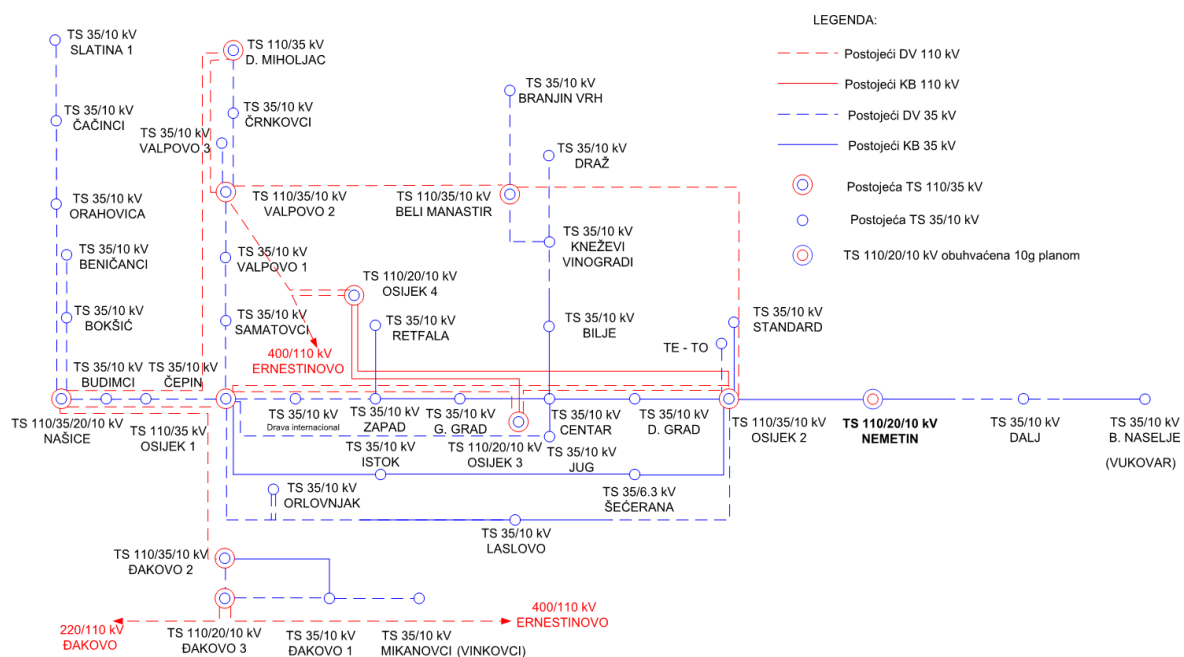 LEGENDA:
Postojeći DV 110 kV
Postojeći KB 110 kV
Postojeći DV 35 kV
Postojeći KB 35 kV
Postojeća TS 110/35 kV
Postojeća TS 35/10 kV
TS 110/20/10 kV obuhvaćena 10g planom
TS 35/10 kV
SLATINA 1
TS 110/35 kV
D. MIHOLJAC
TS 35/10 kV
BRANJIN VRH
TS 35/10 kV
ČAČINCI
TS 35/10 kV
ČRNKOVCI
TS 35/10 kV
VALPOVO 3
TS 35/10 kV
DRAŽ
TS 35/10 kV
ORAHOVICA
TS 110/35/10 kV
VALPOVO 2
TS 110/35/10 kV
BELI MANASTIR
TS 35/10 kV
KNEŽEVI
VINOGRADI
TS 35/10 kV
BENIČANCI
TS 35/10 kV
VALPOVO 1
TS 110/20/10 kV
OSIJEK 4
TS 35/10 kV
BOKŠIĆ
TS 35/10 kV
SAMATOVCI
TS 35/10 kV
RETFALA
TS 35/10 kV
BILJE
TS 35/10 kV
STANDARD
TE - TO
400/110 kV
ERNESTINOVO
TS 35/10 kV
BUDIMCI
TS 35/10 kV
ČEPIN
TS 110/35/20/10 kV
NAŠICE
TS 110/35 kV
OSIJEK 1
TS 35/10 kV
Drava internacional
TS 35/10 kV
ZAPAD
TS 35/10 kV
G. GRAD
TS 35/10 kV
CENTAR
TS 35/10 kV
D. GRAD
TS 110/35/10 kV
OSIJEK 2
TS 110/20/10 kV
NEMETIN
TS 35/10 kV
DALJ
TS 35/10 kV
B. NASELJE
(VUKOVAR)
TS 35/10 kV
ISTOK
TS 110/20/10 kV
OSIJEK 3
TS 35/10 kV
JUG
TS 35/10 kV
ORLOVNJAK
TS 35/6.3 kV
ŠEĆERANA
TS 35/10 kV
LASLOVO
TS 110/35/10 kV
ĐAKOVO 2
220/110 kV
ĐAKOVO
TS 110/20/10 kV
ĐAKOVO 3
TS 35/10 kV
ĐAKOVO 1
TS 35/10 kV
MIKANOVCI (VINKOVCI)
400/110 kV
ERNESTINOVO